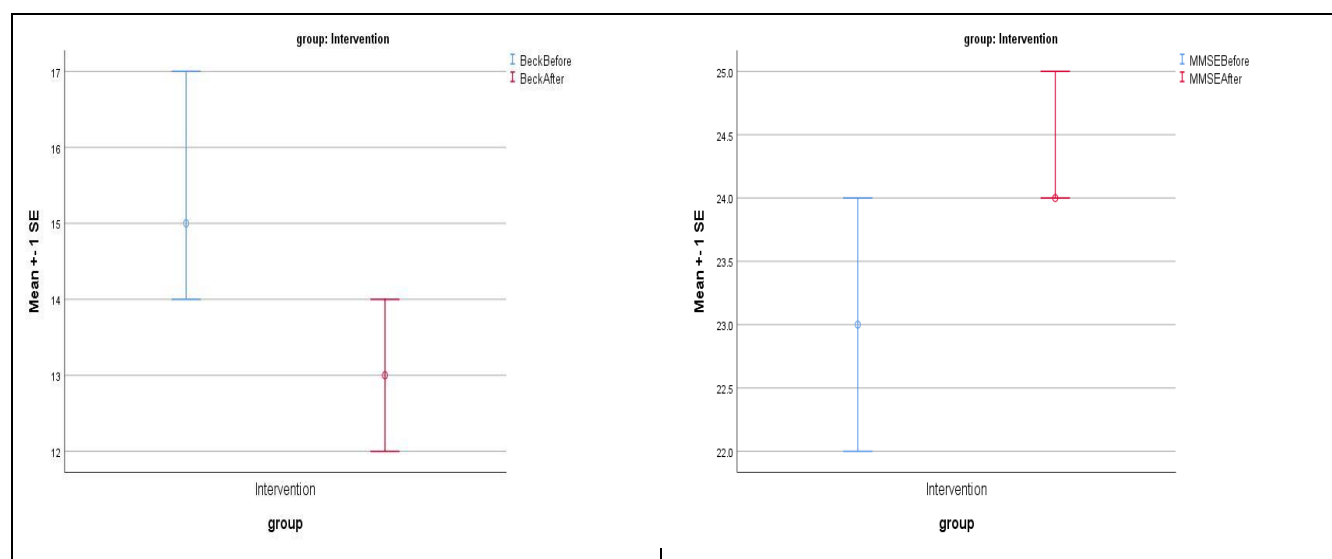 group: Intervention
BeckBefore
BeckAfter
17
16
15
14
13
12
Mean +- 1 SE
Intervention
group
group: Intervention
MMSEBefore
MMSEAfter
25.0
24.5
24.0
23.5
23.0
22.5
22.0
Mean +- 1 SE
Intervention
group